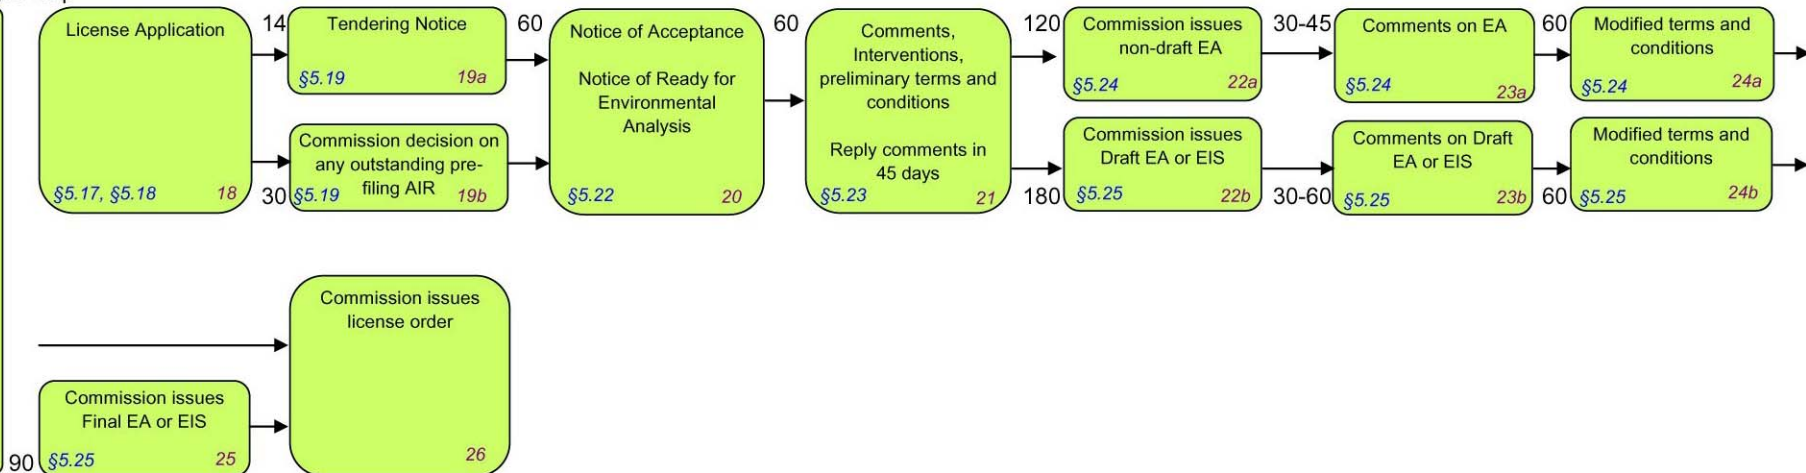 License Application
§5.17, §5.18 18
14
Tendering Notice
§5.19 19a
30
Commission decision on
any outstanding pre-
filing AIR
§5.19 19b
60
Notice of Acceptance
Notice of Ready for
Environmental
Analysis
§5.22 20
60
Comments,
Interventions,
preliminary terms and
conditions
Reply comments in
45 days
§5.23 21
120
Commission issues
non-draft EA
§5.24 22a
30-45
Comments on EA
§5.24 23a
60
Modified terms and
conditions
§5.24 24a
180
Commission issues
Draft EA or EIS
§5.25 22b
30-60
Comments on Draft
EA or EIS
§5.25 23b
60
Modified terms and
conditions
§5.25 24b
90
Commission issues
Final EA or EIS
§5.25 25
Commission issues
license order
26